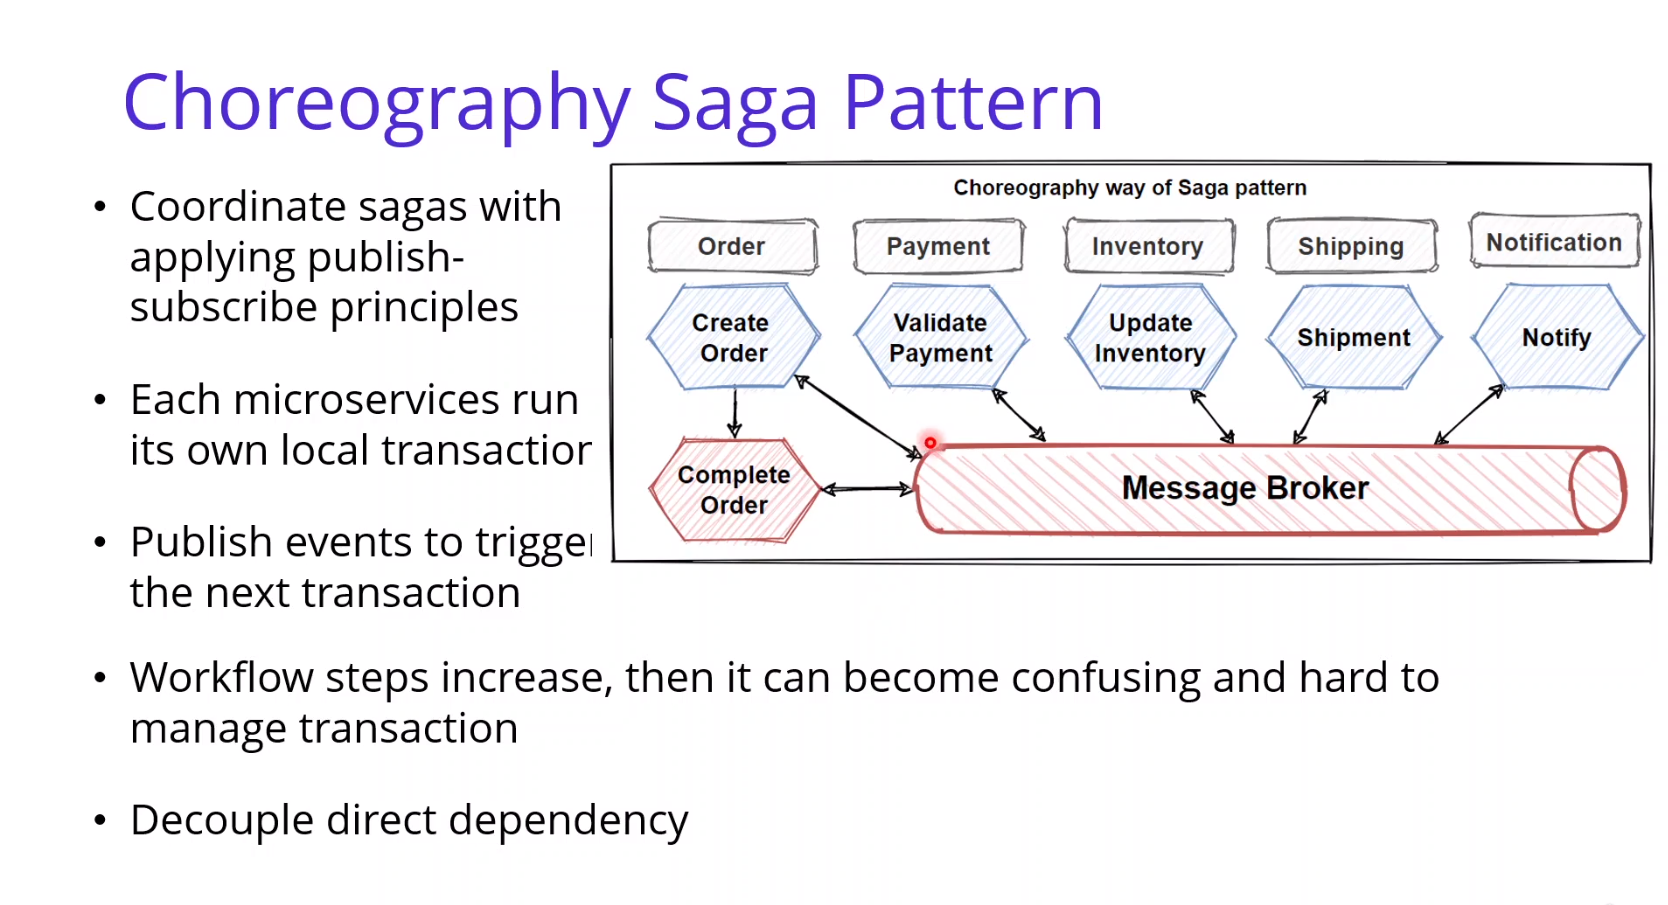 Choreography Saga Pattern
• Coordinate sagas with
applying publish-
subscribe principles
• Each microservices run
its own local transaction
• Publish events to trigger
the next transaction
• Workflow steps increase, then it can become confusing and hard to
manage transaction
• Decouple direct dependency
Choreography way of Saga pattern
Order
Payment
Inventory
Shipping
Notification
Create
Order
Validate
Payment
Update
Inventory
Shipment
Notify
Complete
Order
Message Broker